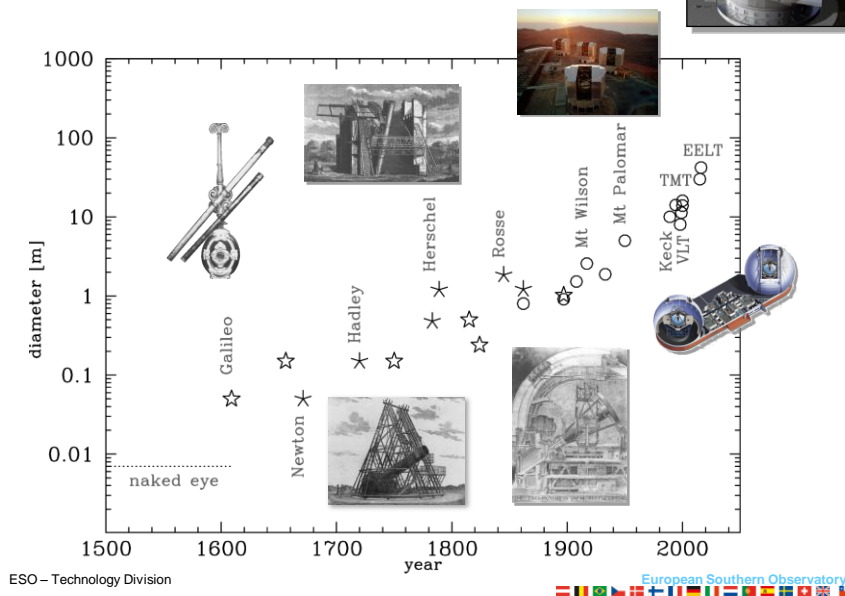 1000
100
10
1
0.1
0.01
diameter [m]
1500
1600
1700
1800
1900
2000
year
naked eye
Galileo
Newton
Hadley
Herschel
Rosse
Mt Wilson
Mt Palomar
Keck
VLT
TMT
EELT
ESO – Technology Division
European Southern Observatory